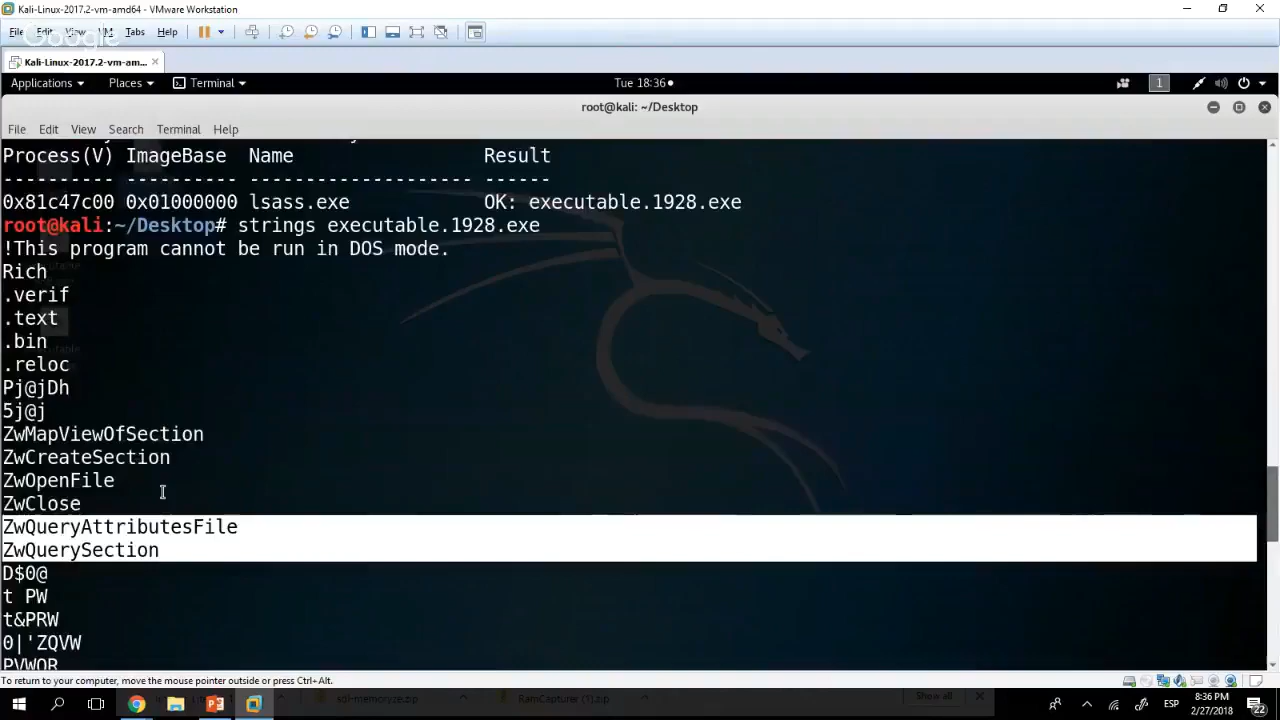 Kali-Linux-2017.2-vm-amd64 - VMware Workstation
File Edit View VM Tabs Help
Google
Kali-Linux-2017.2-vm-am...
Applications Places Terminal Tue 18:36 1
root@kali: ~/Desktop
File Edit View Search Terminal Help
Process(V) ImageBase Name Result
---------- ---------- -------------------- ------
0x81c47c00 0x01000000 lsass.exe OK: executable.1928.exe
root@kali:~/Desktop# strings executable.1928.exe
!This program cannot be run in DOS mode.
Rich
.verif
.text
.bin
.reloc
Pj@jDh
5j@j
ZwMapViewOfSection
ZwCreateSection
ZwOpenFile
ZwClose
ZwQueryAttributesFile
ZwQuerySection
D$0@
t PW
t&PRW
0|'ZQVW
PVWQR
To return to your computer, move the mouse pointer outside or press Ctrl+Alt.
RamCapturer (1).zip
Show all
ESP
8:36 PM
2/27/2018
22